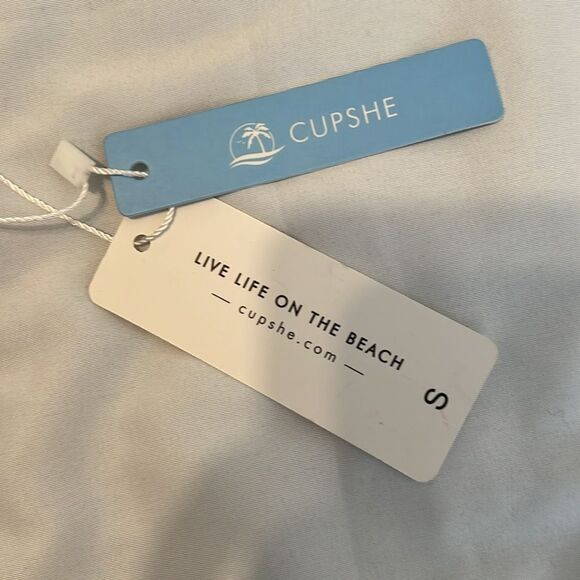 CUPSHE
LIVE LIFE ON THE BEACH
— cupshe.com —
S